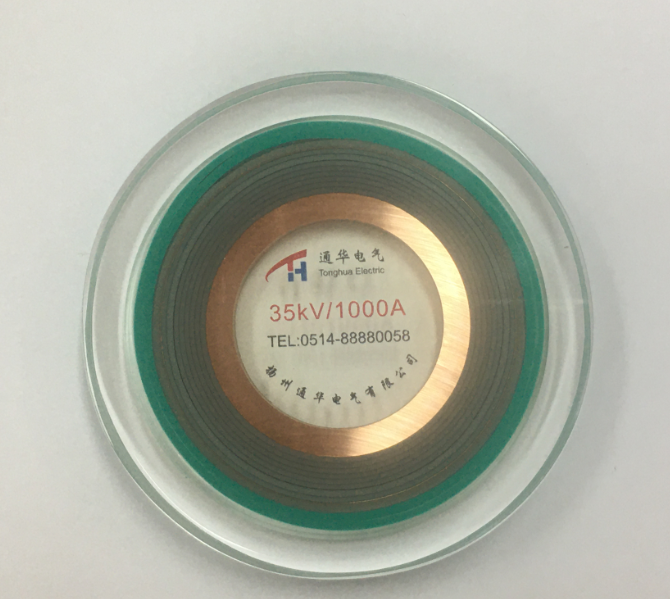 TH
通华电气
Tonghua Electric
35kV/1000A
TEL:0514-88880058
扬州通华电气有限公司